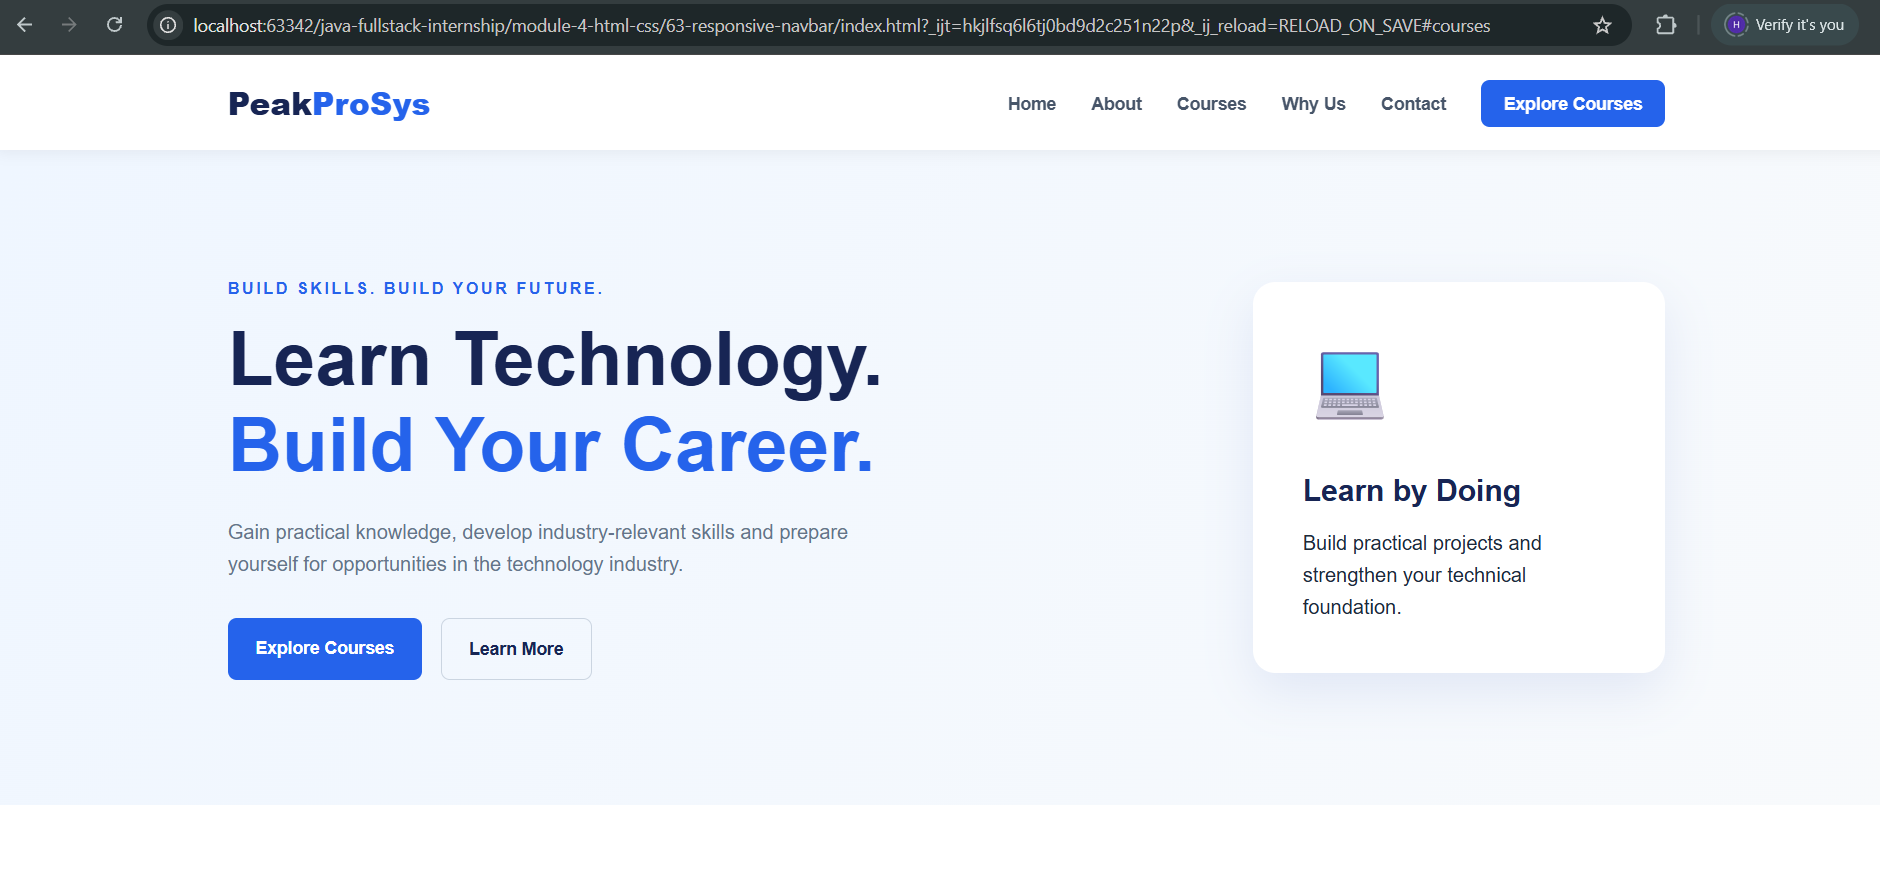 localhost:63342/java-fullstack-internship/module-4-html-css/63-responsive-navbar/index.html?_ijt=hkjlfsq6l6tj0bd9d2c251n22p&_ij_reload=RELOAD_ON_SAVE#courses
H Verify it's you
PeakProSys
Home About Courses Why Us Contact Explore Courses
BUILD SKILLS. BUILD YOUR FUTURE.
Learn Technology.
Build Your Career.
Gain practical knowledge, develop industry-relevant skills and prepare
yourself for opportunities in the technology industry.
Explore Courses Learn More
Learn by Doing
Build practical projects and
strengthen your technical
foundation.